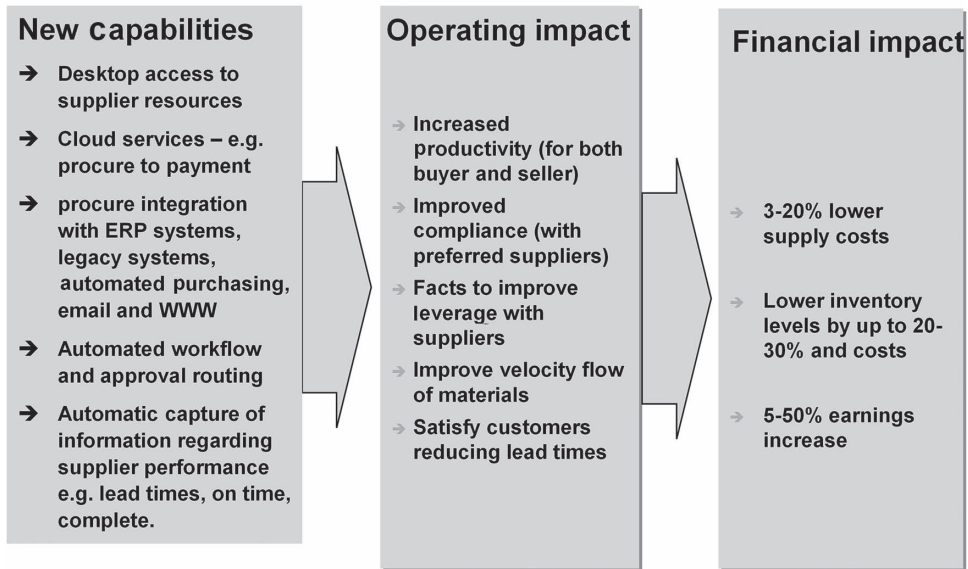 New capabilities
➔ Desktop access to
supplier resources
➔ Cloud services – e.g.
procure to payment
➔ procure integration
with ERP systems,
legacy systems,
automated purchasing,
email and WWW
➔ Automated workflow
and approval routing
➔ Automatic capture of
information regarding
supplier performance
e.g. lead times, on time,
complete.
Operating impact
➔ Increased
productivity (for both
buyer and seller)
➔ Improved
compliance (with
preferred suppliers)
➔ Facts to improve
leverage with
suppliers
➔ Improve velocity flow
of materials
➔ Satisfy customers
reducing lead times
Financial impact
➔ 3-20% lower
supply costs
➔ Lower inventory
levels by up to 20-
30% and costs
➔ 5-50% earnings
increase